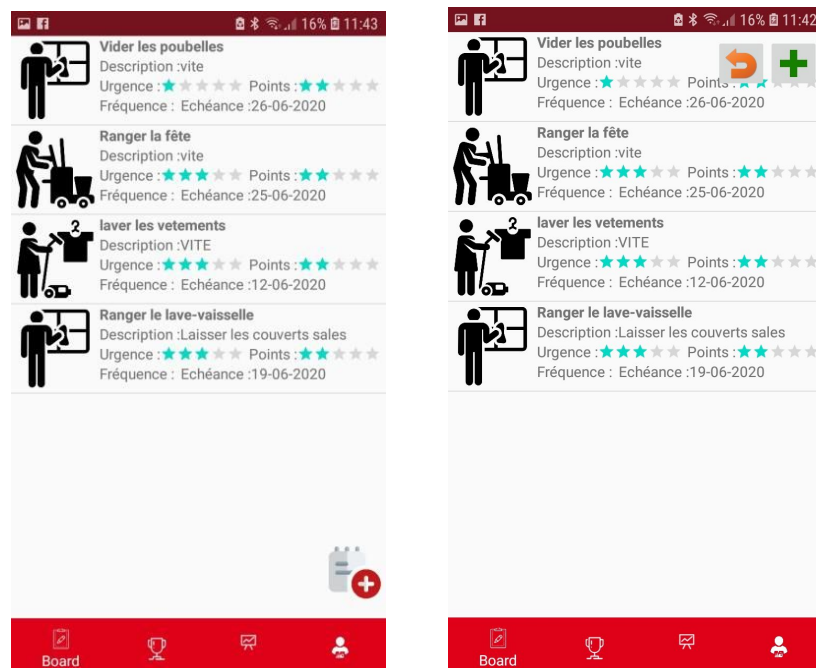 16% 11:43
Vider les poubelles
Description :vite
Urgence : Points :
Fréquence : Echéance :26-06-2020
Ranger la fête
Description :vite
Urgence : Points :
Fréquence : Echéance :25-06-2020
laver les vetements
Description :VITE
Urgence : Points :
Fréquence : Echéance :12-06-2020
Ranger le lave-vaisselle
Description :Laisser les couverts sales
Urgence : Points :
Fréquence : Echéance :19-06-2020
Board
16% 11:42
Vider les poubelles
Description :vite
Urgence : Points :
Fréquence : Echéance :26-06-2020
Ranger la fête
Description :vite
Urgence : Points :
Fréquence : Echéance :25-06-2020
laver les vetements
Description :VITE
Urgence : Points :
Fréquence : Echéance :12-06-2020
Ranger le lave-vaisselle
Description :Laisser les couverts sales
Urgence : Points :
Fréquence : Echéance :19-06-2020
Board